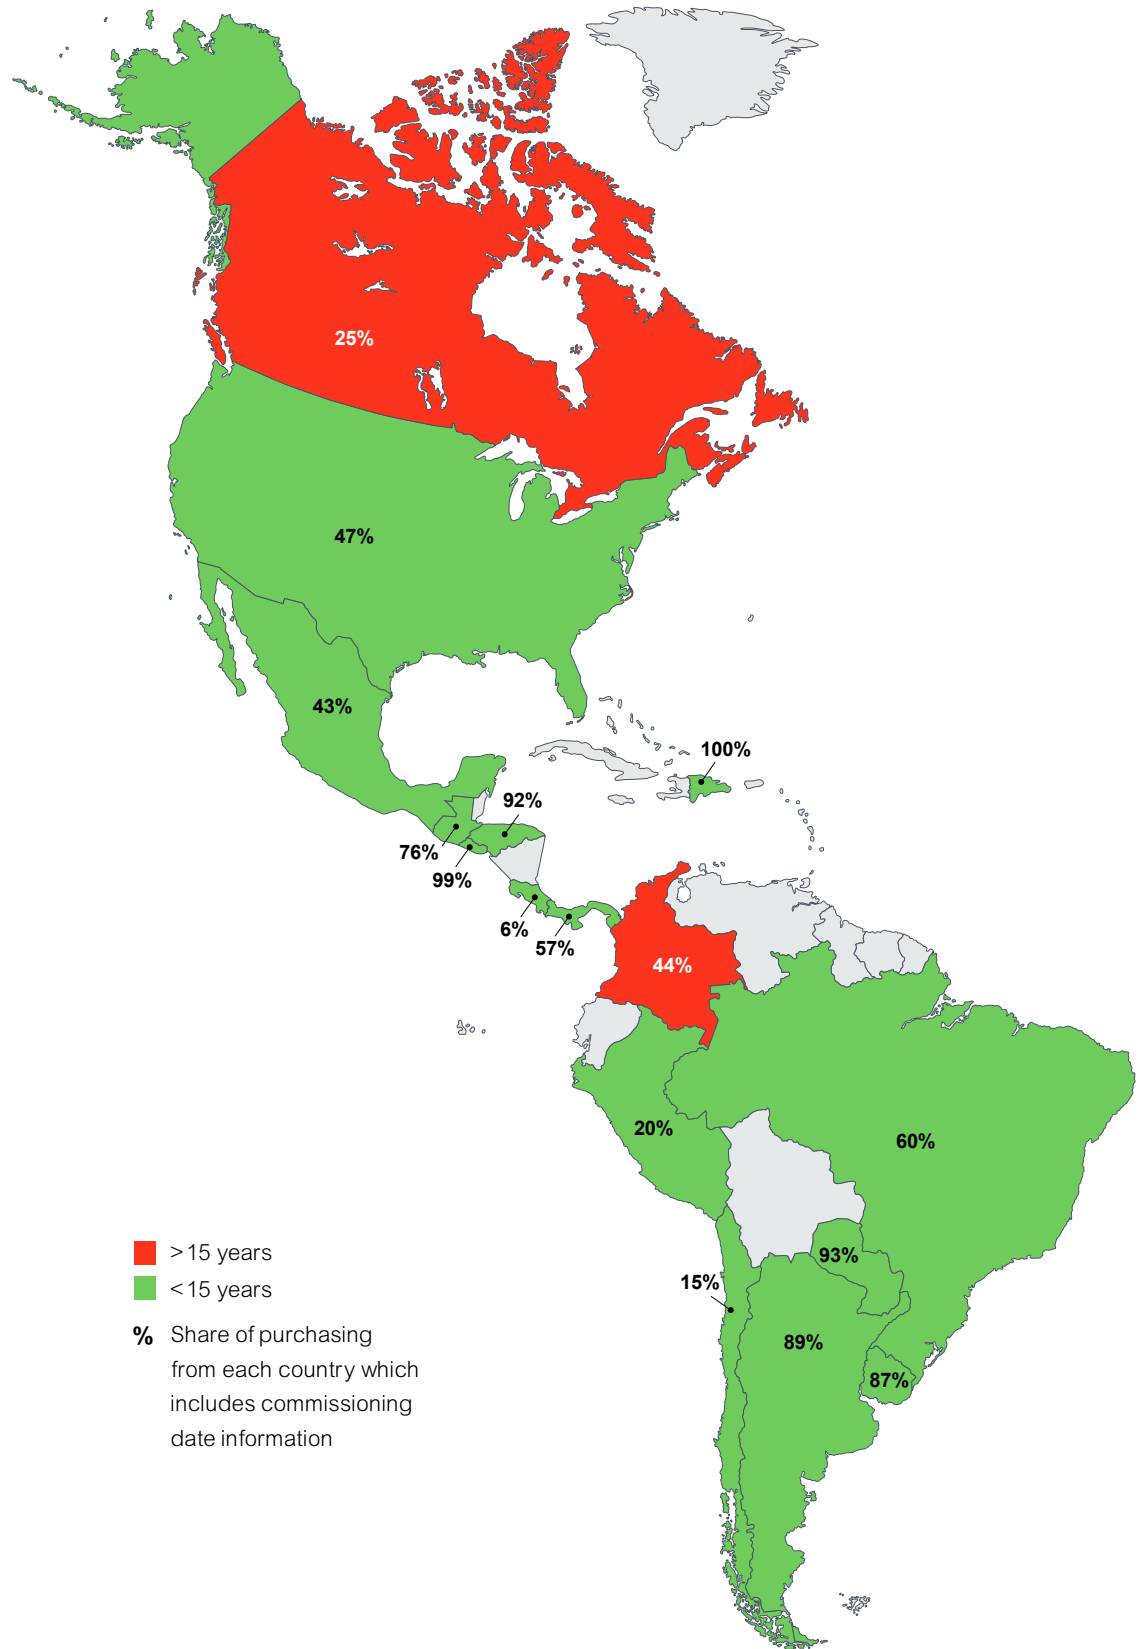 25%
47%
43%
100%
92%
76%
99%
6%
57%
44%
20%
60%
93%
15%
89%
87%
>15 years
<15 years
% Share of purchasing
from each country which
includes commissioning
date information